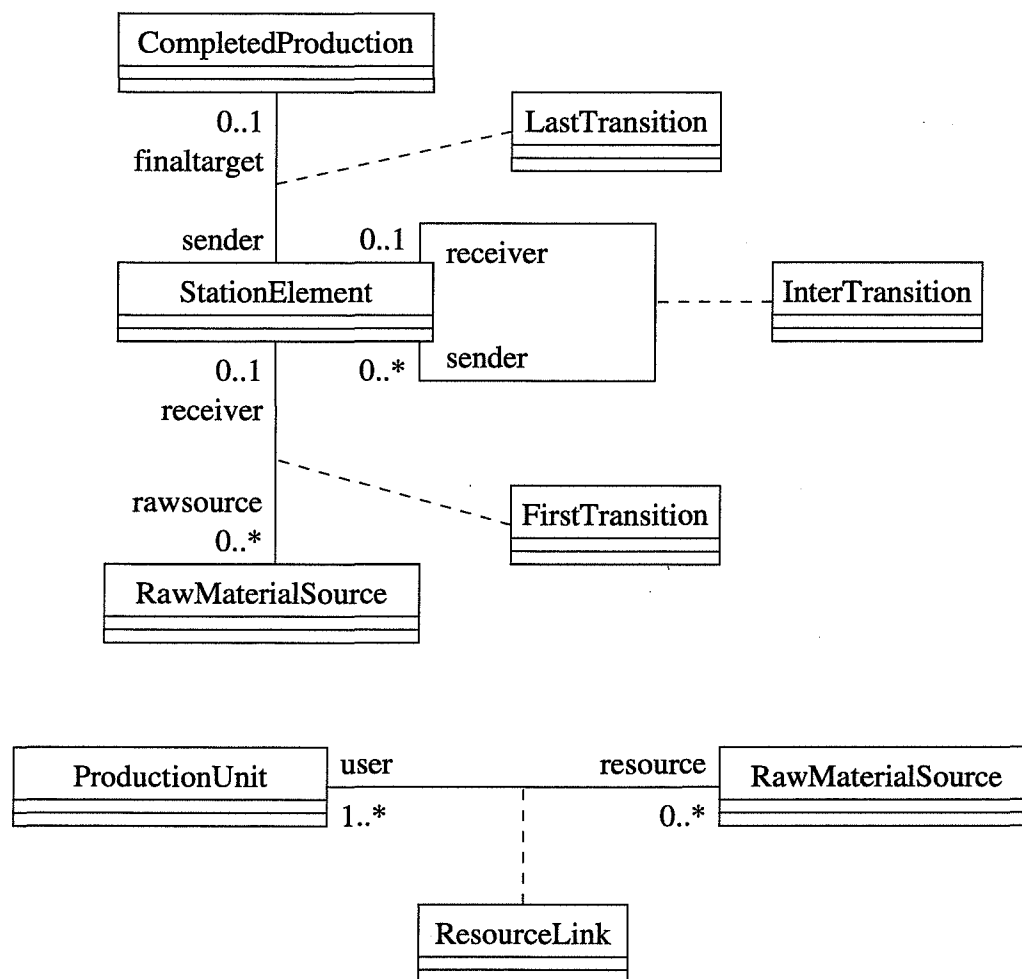 CompletedProduction
0..1
finaltarget
LastTransition
sender
0..1
receiver
StationElement
InterTransition
0..1
receiver
0..*
sender
rawsource
0..*
FirstTransition
RawMaterialSource
ProductionUnit
user
1..*
resource
0..*
RawMaterialSource
ResourceLink